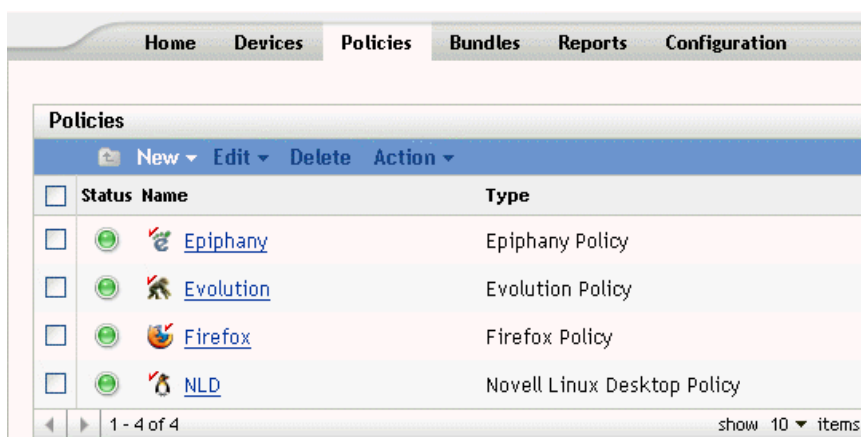 Home Devices Policies Bundles Reports Configuration
Policies
New Edit Delete Action
Status Name Type
Epiphany Epiphany Policy
Evolution Evolution Policy
Firefox Firefox Policy
NLD Novell Linux Desktop Policy
1 - 4 of 4 show 10 items